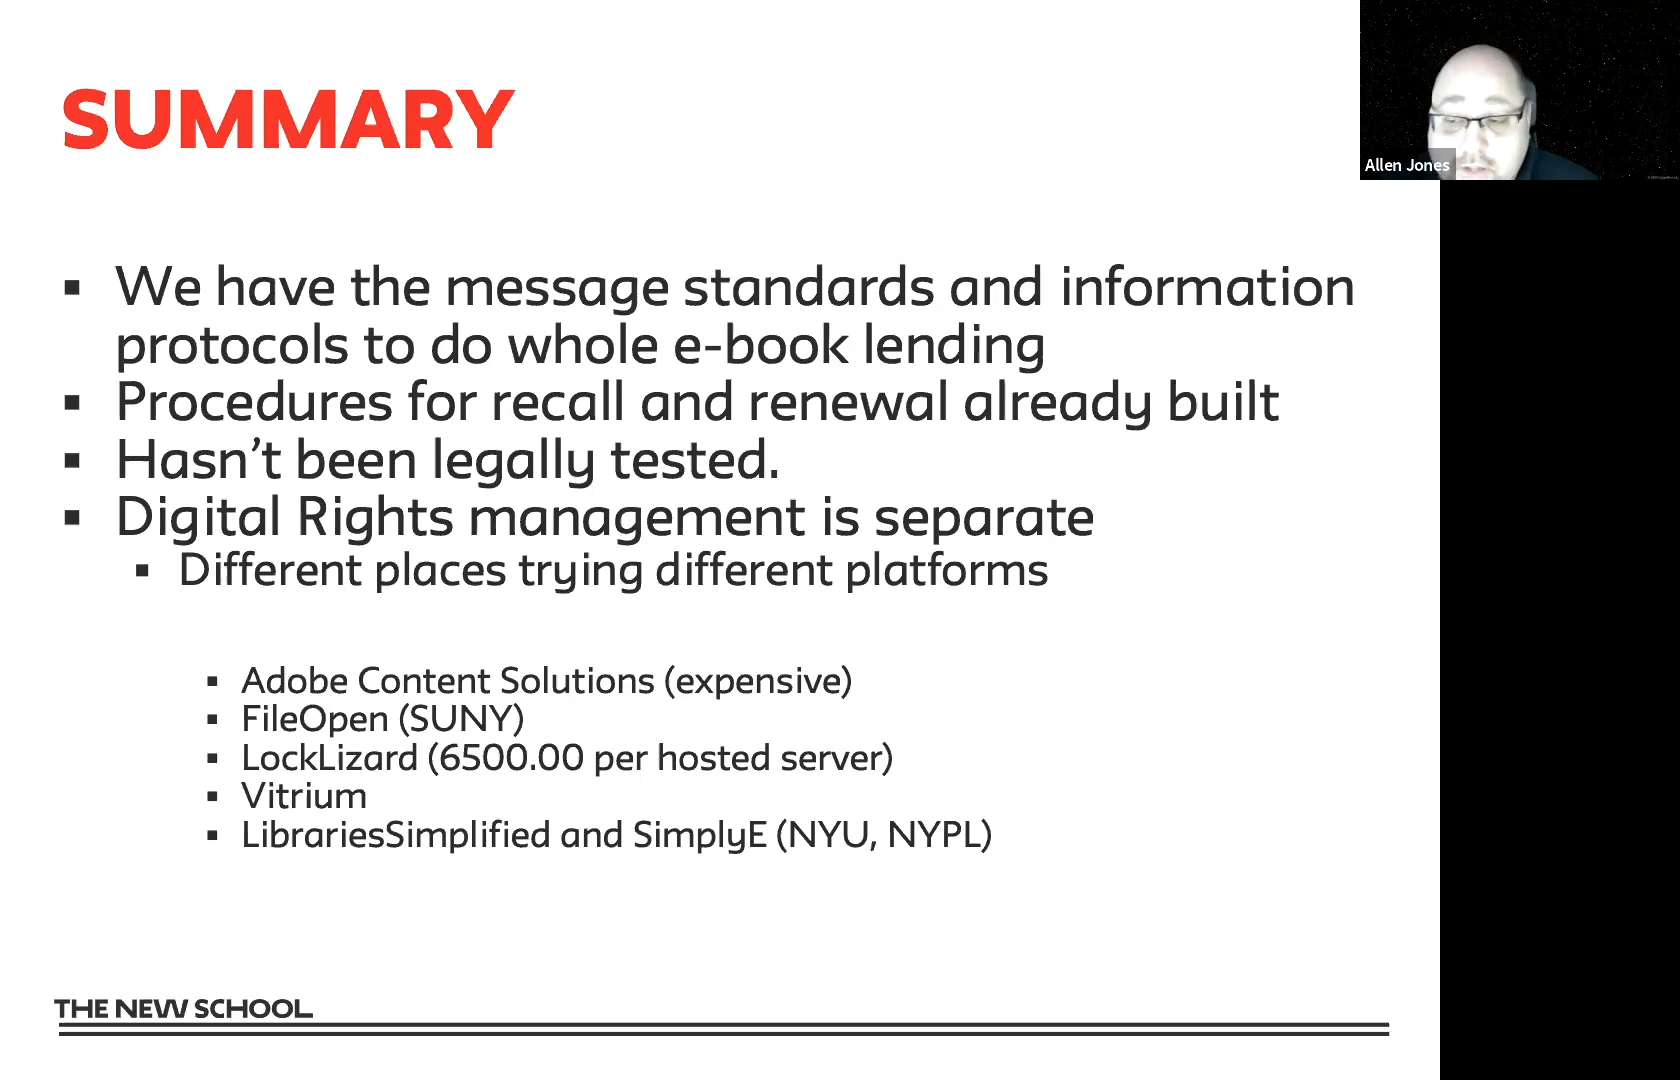 SUMMARY
Allen Jones
▪ We have the message standards and information
protocols to do whole e-book lending
▪ Procedures for recall and renewal already built
▪ Hasn’t been legally tested.
▪ Digital Rights management is separate
▪ Different places trying different platforms
▪ Adobe Content Solutions (expensive)
▪ FileOpen (SUNY)
▪ LockLizard (6500.00 per hosted server)
▪ Vitrium
▪ LibrariesSimplified and SimplyE (NYU, NYPL)
THE NEW SCHOOL